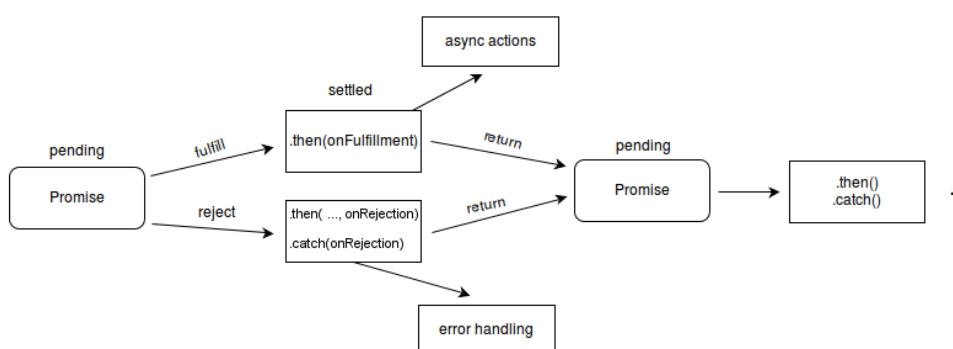 async actions
settled
.then(onFulfillment)
pending
fulfill
return
pending
Promise
Promise
.then()
.catch()
reject
.then( ..., onRejection)
.catch(onRejection)
return
error handling